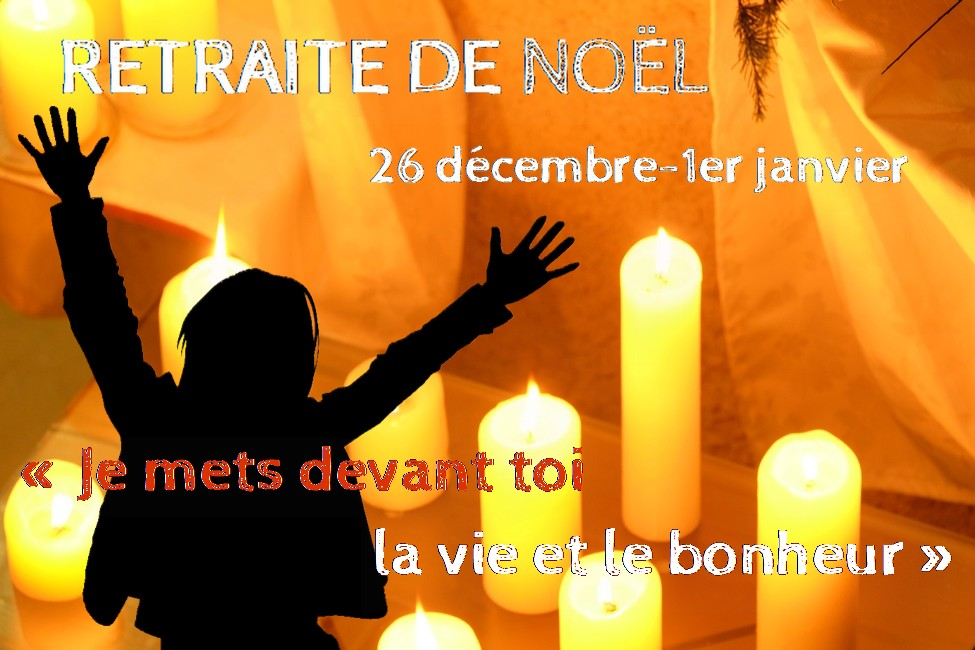 RETRAITE DE NOËL
26 décembre-1er janvier
« Je mets devant toi
la vie et le bonheur »